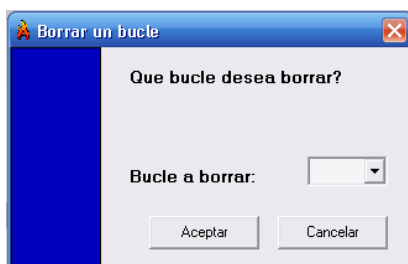 Borrar un bucle
Que bucle desea borrar?
Bucle a borrar:
Aceptar
Cancelar